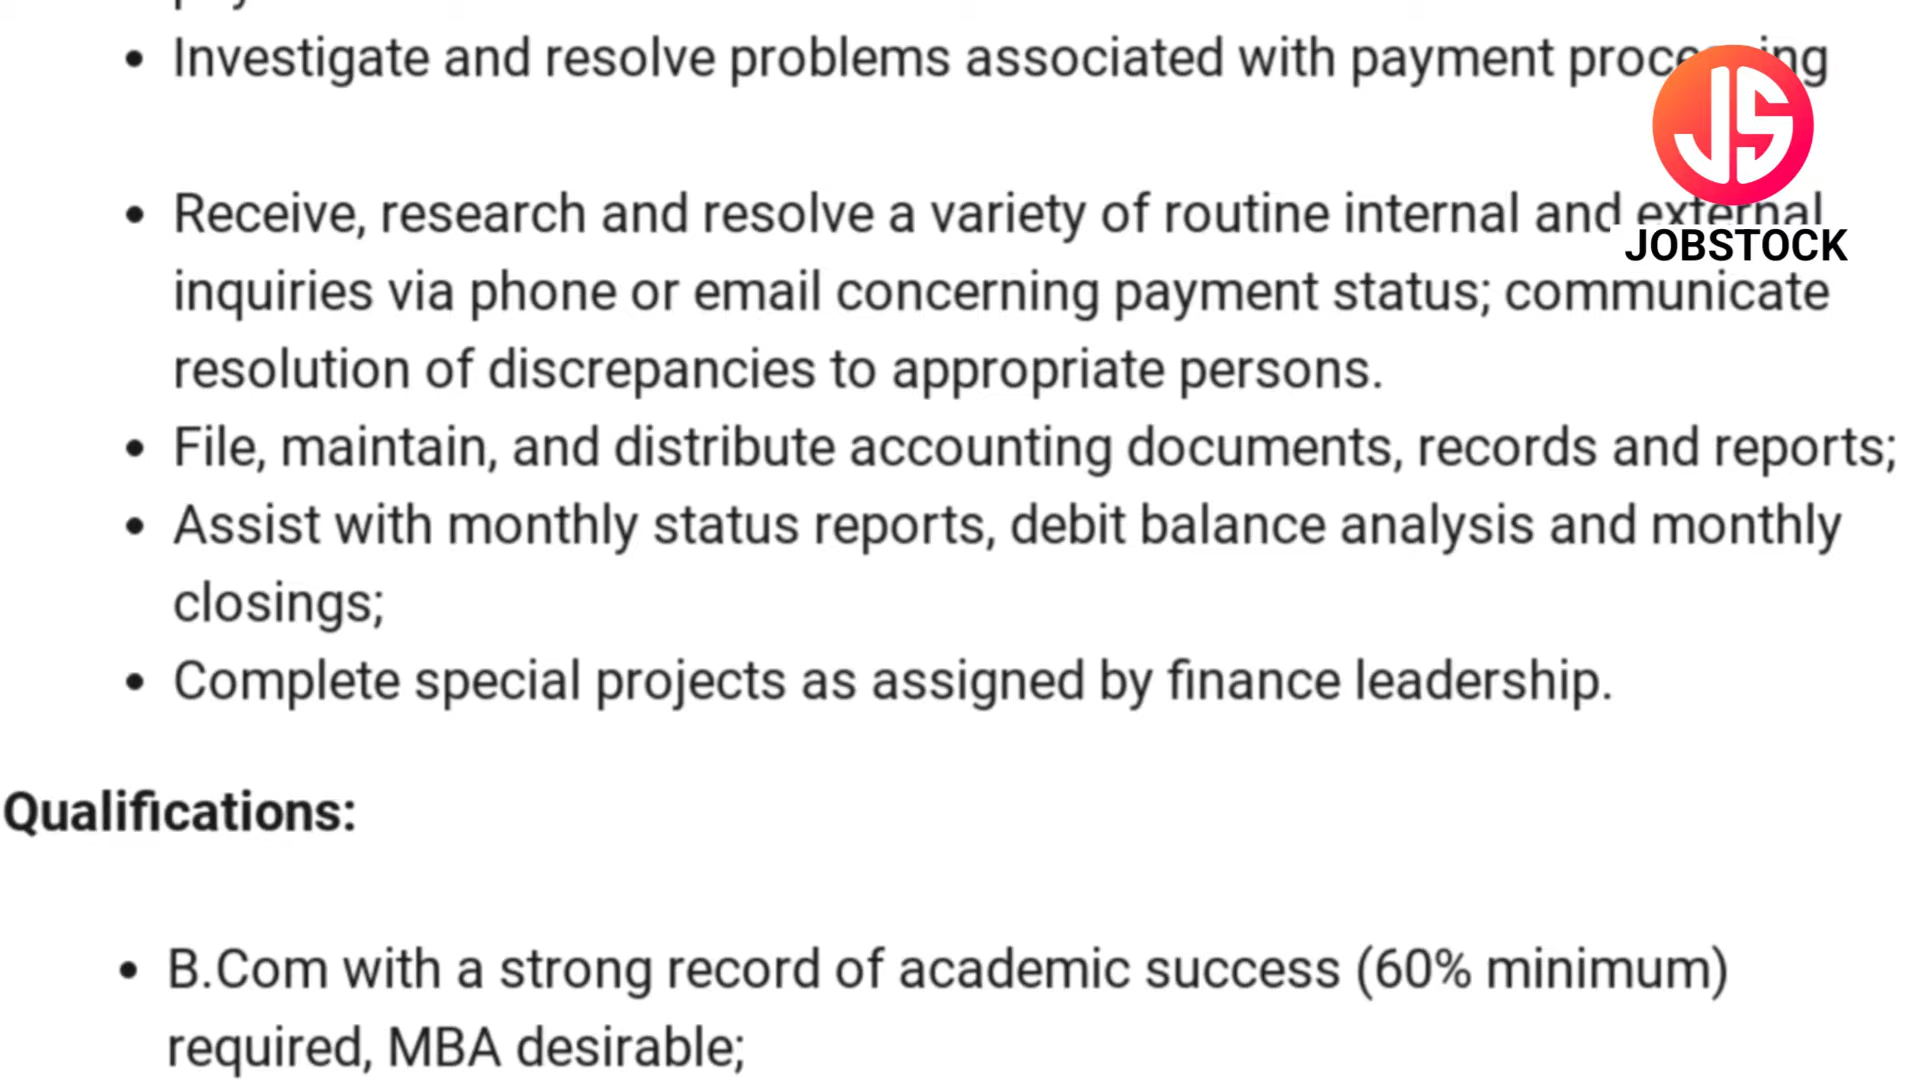 Investigate and resolve problems associated with payment
JS
Receive, research and resolve a variety of routine internal and external
JOBSTOCK
inquiries via phone or email concerning payment status; communicate
resolution of discrepancies to appropriate persons.
File, maintain, and distribute accounting documents, records and reports;
Assist with monthly status reports, debit balance analysis and monthly
closings;
Complete special projects as assigned by finance leadership.
Qualifications:
B.Com with a strong record of academic success (60% minimum)
required, MBA desirable;